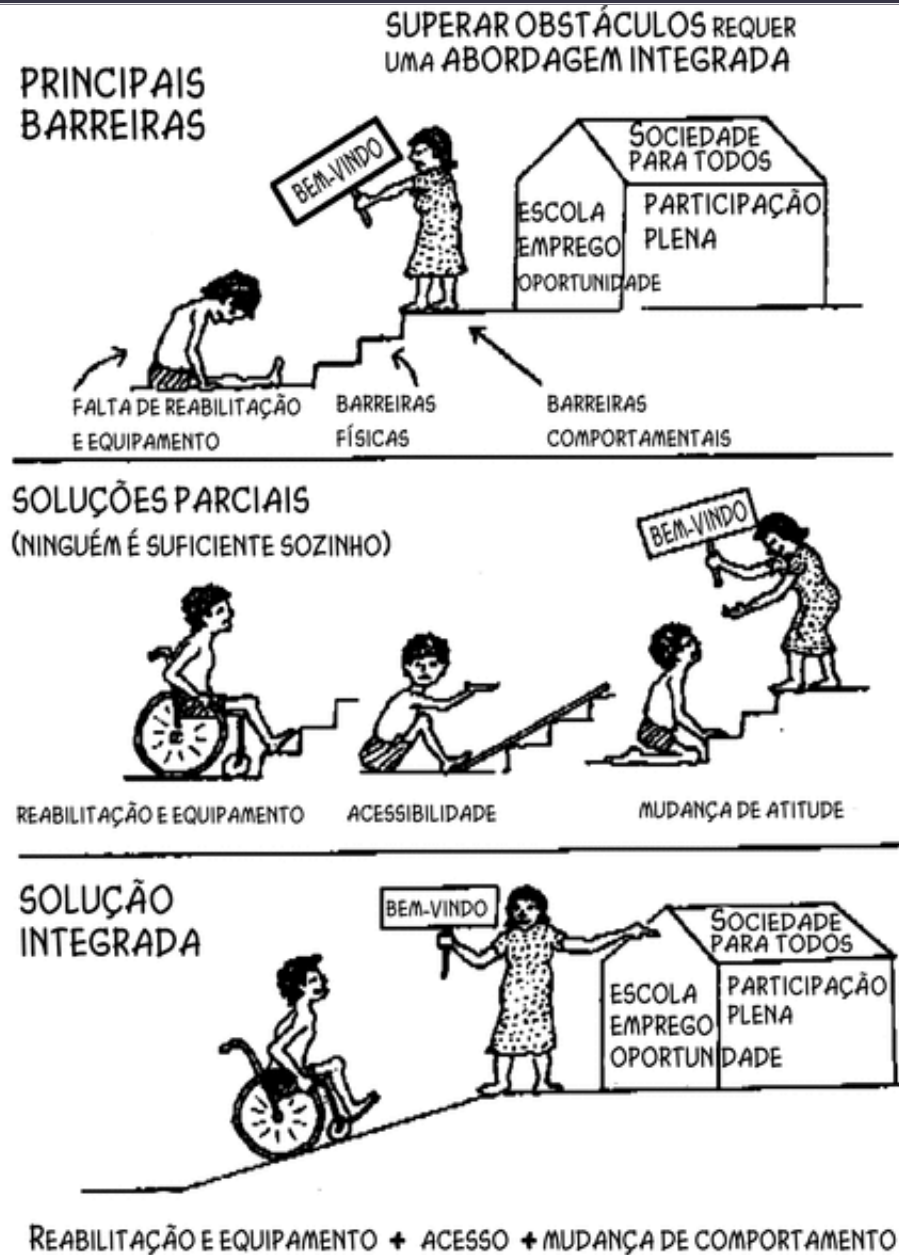 SUPERAR OBSTÁCULOS REQUER
UMA ABORDAGEM INTEGRADA
PRINCIPAIS
BARREIRAS
BEM-VINDO
SOCIEDADE
PARA TODOS
ESCOLA
EMPREGO
OPORTUNIDADE
PARTICIPAÇÃO
PLENA
FALTA DE REABILITAÇÃO
E EQUIPAMENTO
BARREIRAS
FÍSICAS
BARREIRAS
COMPORTAMENTAIS
SOLUÇÕES PARCIAIS
(NINGUÉM É SUFICIENTE SOZINHO)
BEM-VINDO
REABILITAÇÃO E EQUIPAMENTO
ACESSIBILIDADE
MUDANÇA DE ATITUDE
SOLUÇÃO
INTEGRADA
BEM-VINDO
SOCIEDADE
PARA TODOS
ESCOLA
EMPREGO
OPORTUNIDADE
PARTICIPAÇÃO
PLENA
REABILITAÇÃO E EQUIPAMENTO + ACESSO + MUDANÇA DE COMPORTAMENTO